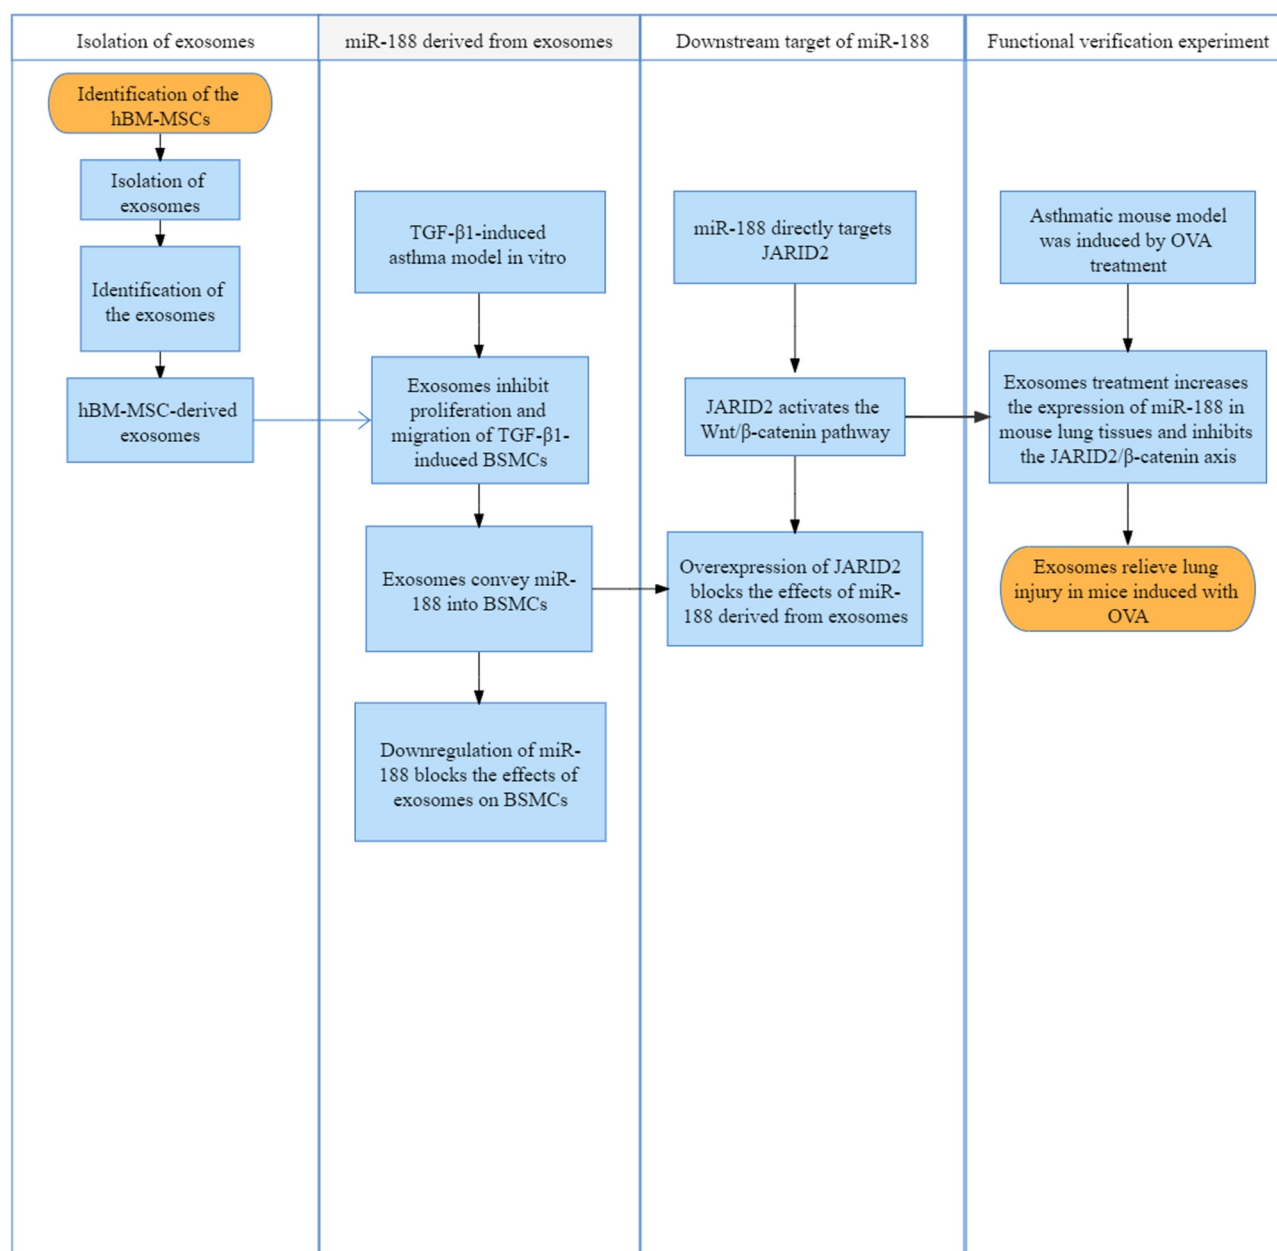 Isolation of exosomes
miR-188 derived from exosomes
Downstream target of miR-188
Functional verification experiment
Identification of the
hBM-MSCs
Isolation of
exosomes
Identification of
the exosomes
hBM-MSC-derived
exosomes
TGF-β1-induced
asthma model in vitro
Exosomes inhibit
proliferation and
migration of TGF-β1-
induced BSMCs
Exosomes convey miR-
188 into BSMCs
Downregulation of miR-
188 blocks the effects of
exosomes on BSMCs
miR-188 directly targets
JARID2
JARID2 activates the
Wnt/β-catenin pathway
Overexpression of JARID2
blocks the effects of miR-
188 derived from exosomes
Asthmatic mouse model
was induced by OVA
treatment
Exosomes treatment increases
the expression of miR-188 in
mouse lung tissues and inhibits
the JARID2/β-catenin axis
Exosomes relieve lung
injury in mice induced with
OVA